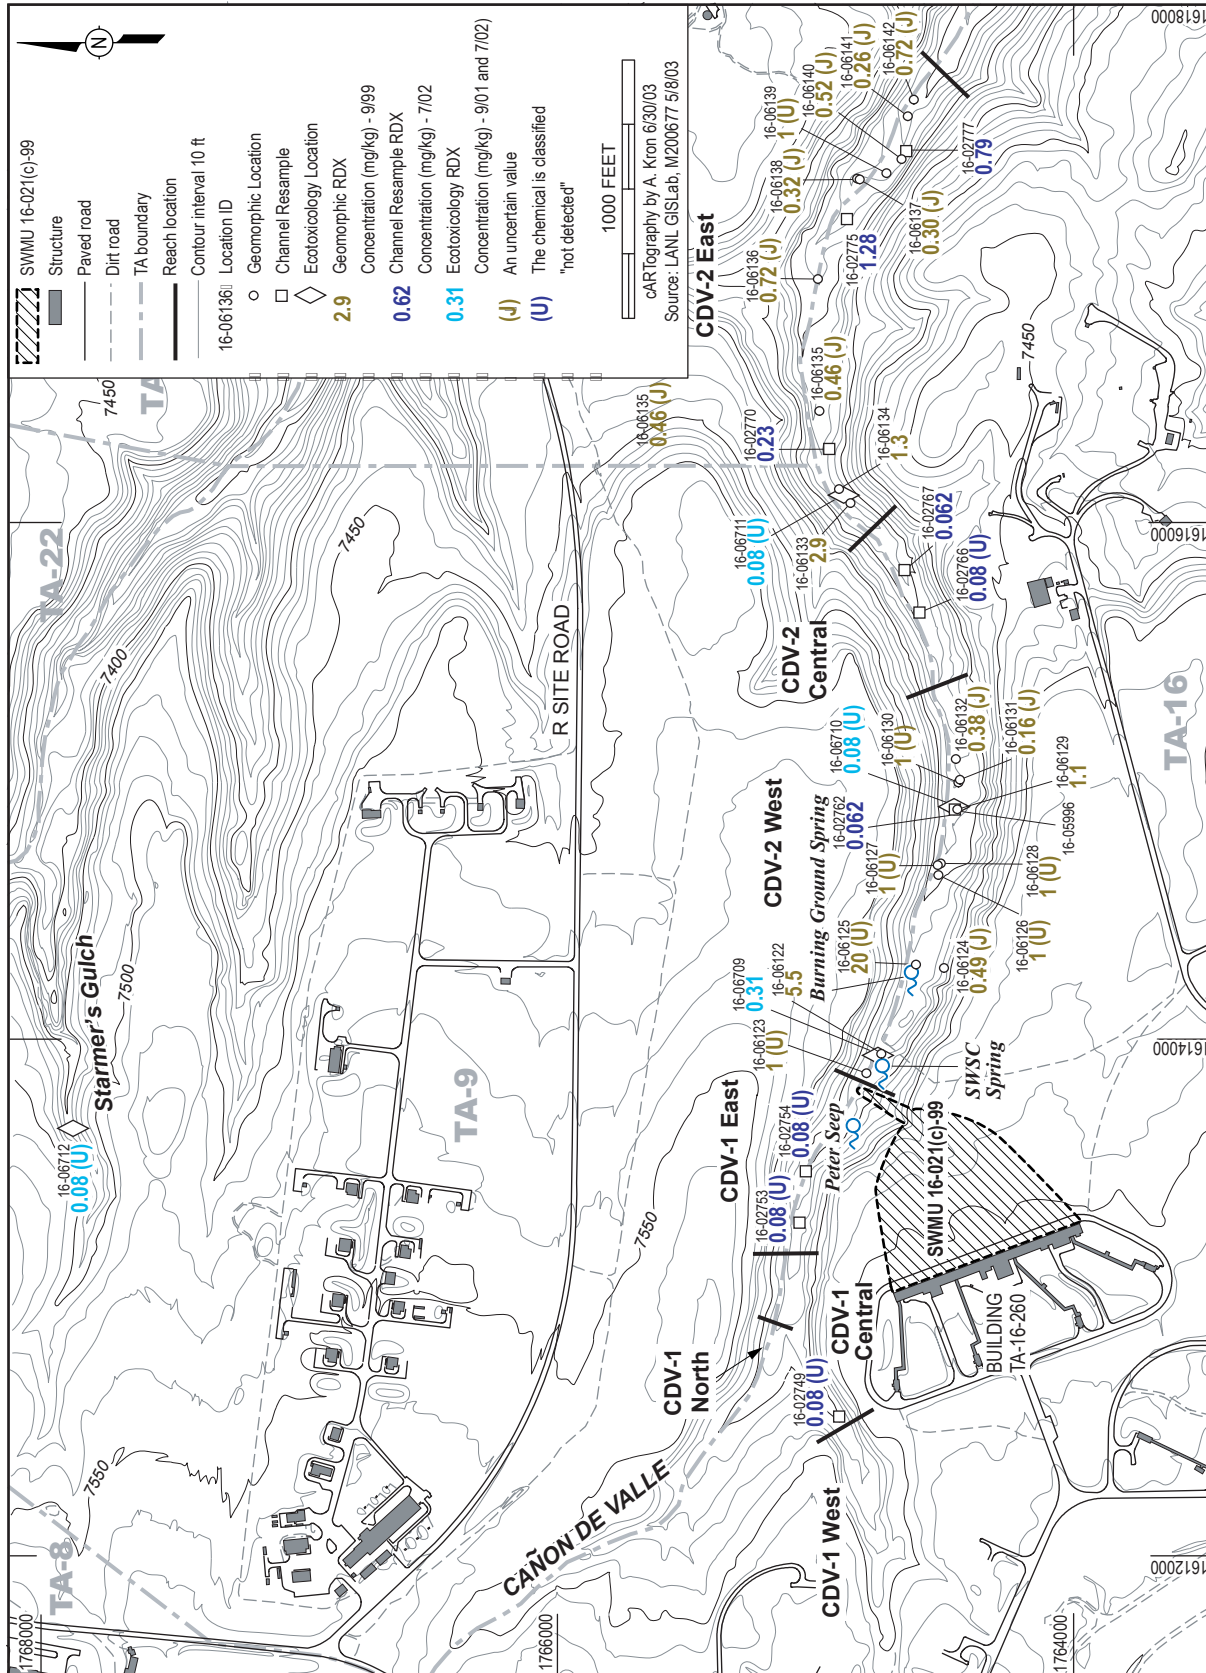 SWMU 16-021(c)-99
Structure
Paved road
Dirt road
TA boundary
Reach location
Contour interval 10 ft
16-06136 Location ID
Geomorphic Location
Channel Resample
Ecotoxicology Location
2.9 Geomorphic RDX
Concentration (mg/kg) - 9/99
0.62 Channel Resample RDX
Concentration (mg/kg) - 7/02
0.31 Ecotoxicology RDX
Concentration (mg/kg) - 9/01 and 7/02)
(J) An uncertain value
(U) The chemical is classified
"not detected"
1000 FEET
cARTography by A. Kron 6/30/03
Source: LANL GISLab, M200677 5/8/03
N
1768000
1766000
1764000
1612000
1614000
1616000
1618000
TA-8
TA-22
TA
TA-9
TA-16
7450
7450
7400
7450
7500
7550
7550
7450
Starmer's Gulch
16-06712
0.08 (U)
R SITE ROAD
CAÑON DE VALLE
CDV-1 West
CDV-1
North
CDV-1
Central
CDV-1 East
CDV-2 West
CDV-2
Central
CDV-2 East
16-02749
0.08 (U)
16-02753
0.08 (U)
16-02754
0.08 (U)
Peter Seep
SWMU 16-021(c)-99
BUILDING
TA-16-260
SWSC
Spring
16-06123
1 (U)
16-06709
0.31
16-06122
5.5
Burning Ground Spring
16-06125
20 (U)
16-06124
0.49 (J)
16-06127
1 (U)
16-06126
1 (U)
16-06128
1 (U)
16-02762
0.062
16-06710
0.08 (U)
16-05996
16-06129
1.1
16-06130
1 (U)
16-06131
0.16 (J)
16-06132
0.38 (J)
16-02766
0.08 (U)
16-02767
0.062
16-06711
0.08 (U)
16-06133
2.9
16-06134
1.3
16-02770
0.23
16-06135
0.46 (J)
16-06135
0.46 (J)
16-06136
0.72 (J)
16-02775
1.28
16-06137
0.30 (J)
16-06138
0.32 (J)
16-06139
1 (U)
16-06140
0.52 (J)
16-06141
0.26 (J)
16-06142
0.72 (J)
16-02777
0.79